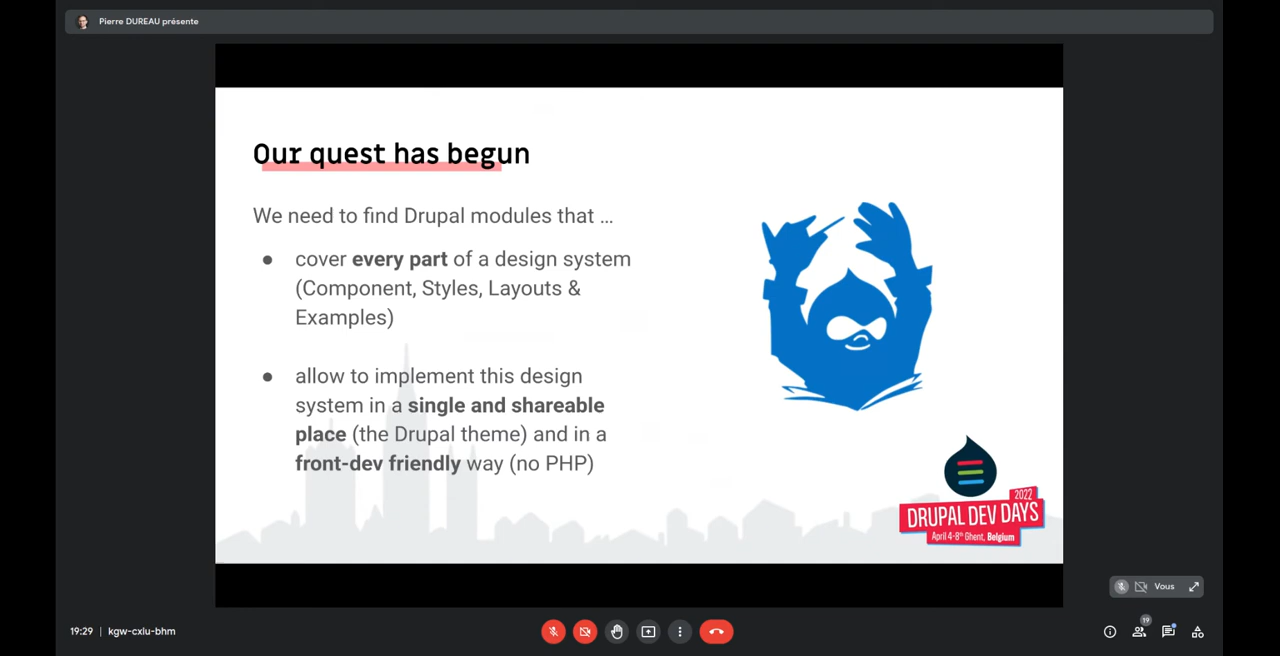 Pierre DUREAU présente
Our quest has begun
We need to find Drupal modules that ...
● cover every part of a design system
(Component, Styles, Layouts &
Examples)
● allow to implement this design
system in a single and shareable
place (the Drupal theme) and in a
front-dev friendly way (no PHP)
2022
DRUPAL DEV DAYS
April 4-8th Ghent, Belgium
Vous
19:29 | kgw-cxiu-bhm
19